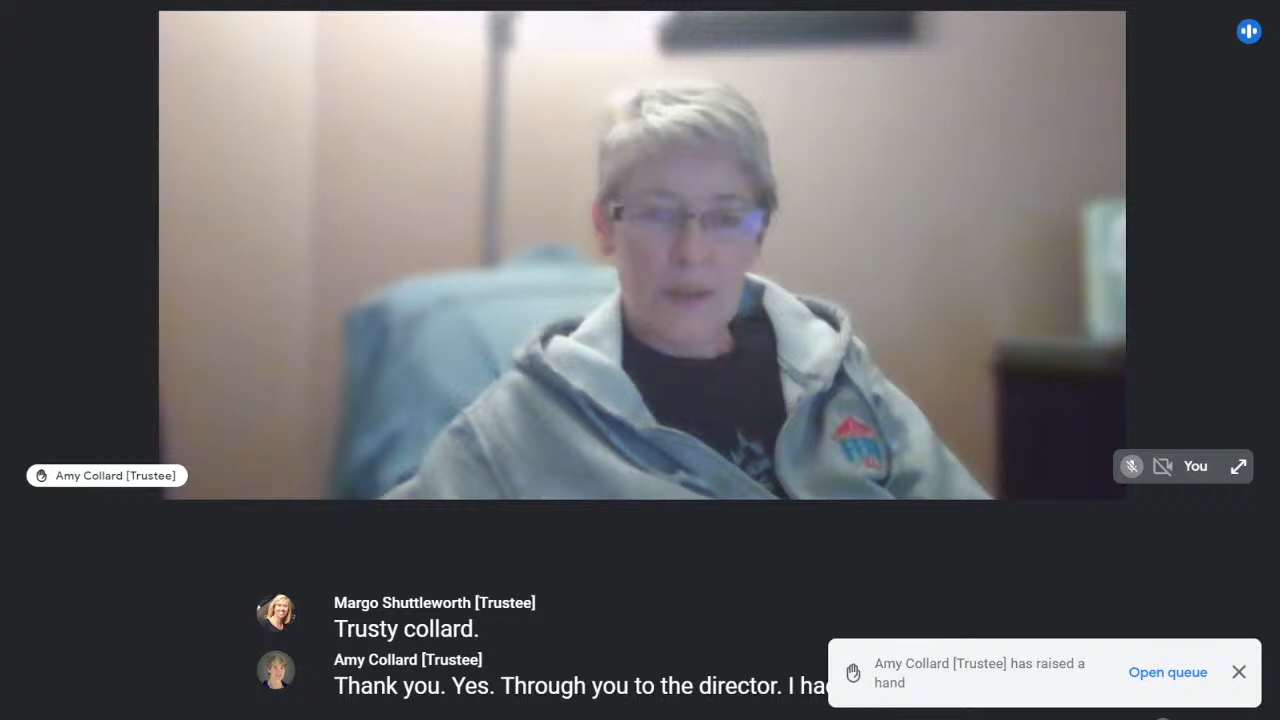 Amy Collard [Trustee]
You
Margo Shuttleworth [Trustee]
Trusty collard.
Amy Collard [Trustee]
Thank you. Yes. Through you to the director. I had
Amy Collard [Trustee] has raised a
hand
Open queue